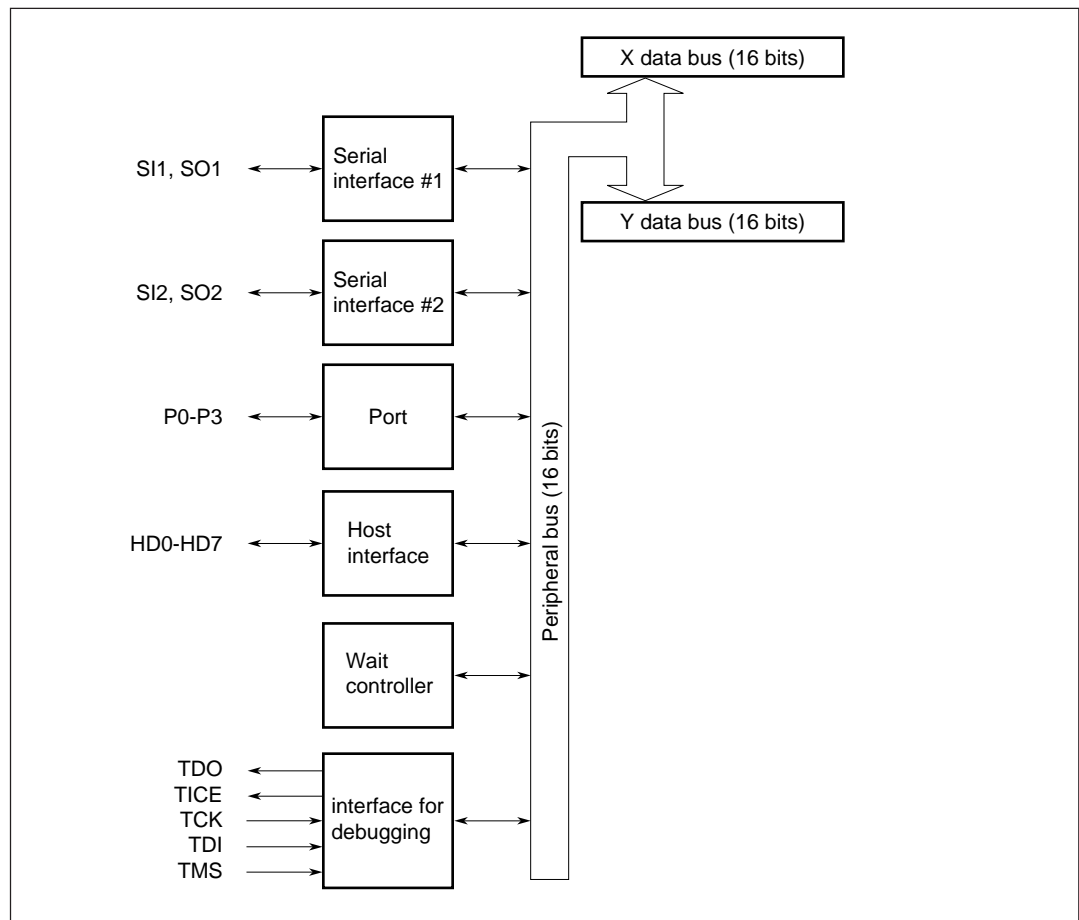 X data bus (16 bits)
SI1, SO1
Serial
interface #1
Y data bus (16 bits)
SI2, SO2
Serial
interface #2
P0-P3
Port
Peripheral bus (16 bits)
HD0-HD7
Host
interface
Wait
controller
TDO
TICE
TCK
TDI
TMS
interface for
debugging